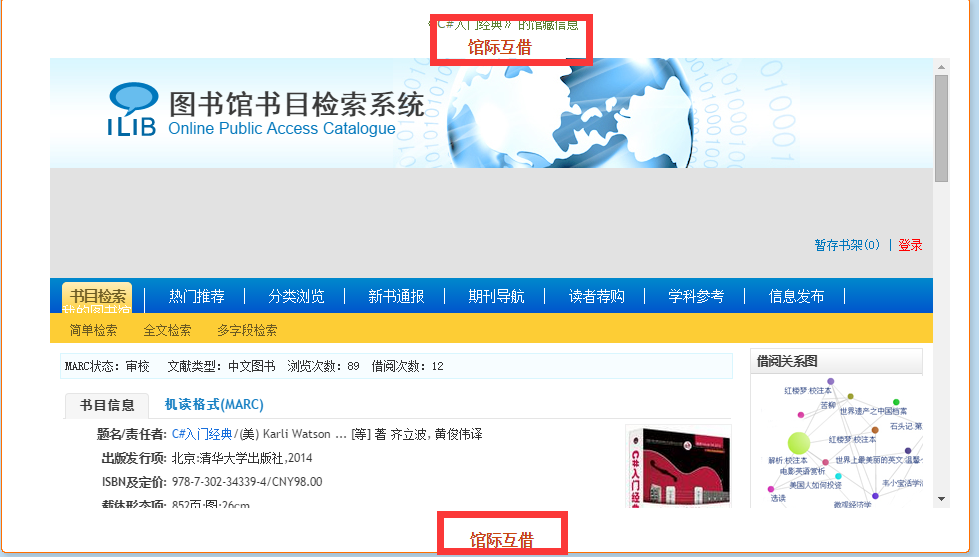 《C#入门经典》的馆藏信息
馆际互借
iLIB
图书馆书目检索系统
Online Public Access Catalogue
暂存书架(0) | 登录
书目检索 热门推荐 分类浏览 新书通报 期刊导航 读者荐购 学科参考 信息发布
我的图书馆
简单检索 全文检索 多字段检索
MARC状态：审校 文献类型：中文图书 浏览次数：89 借阅次数：12
借阅关系图
书目信息 机读格式(MARC)
题名/责任者: C#入门经典/(美) Karli Watson ... [等] 著 齐立波, 黄俊伟译
出版发行项: 北京:清华大学出版社,2014
ISBN及定价: 978-7-302-34339-4/CNY98.00
载体形态项: 852页:图;26cm
C#入门经典
红楼梦:校注本
苦柳
世界遗产之中国档案
石头记 第
红楼梦:校注本
解析:校注本
世界上最美丽的英文:温馨
电影英语赏析
美国人如何投资
韦小宝活学
选读
微观经济学
馆际互借